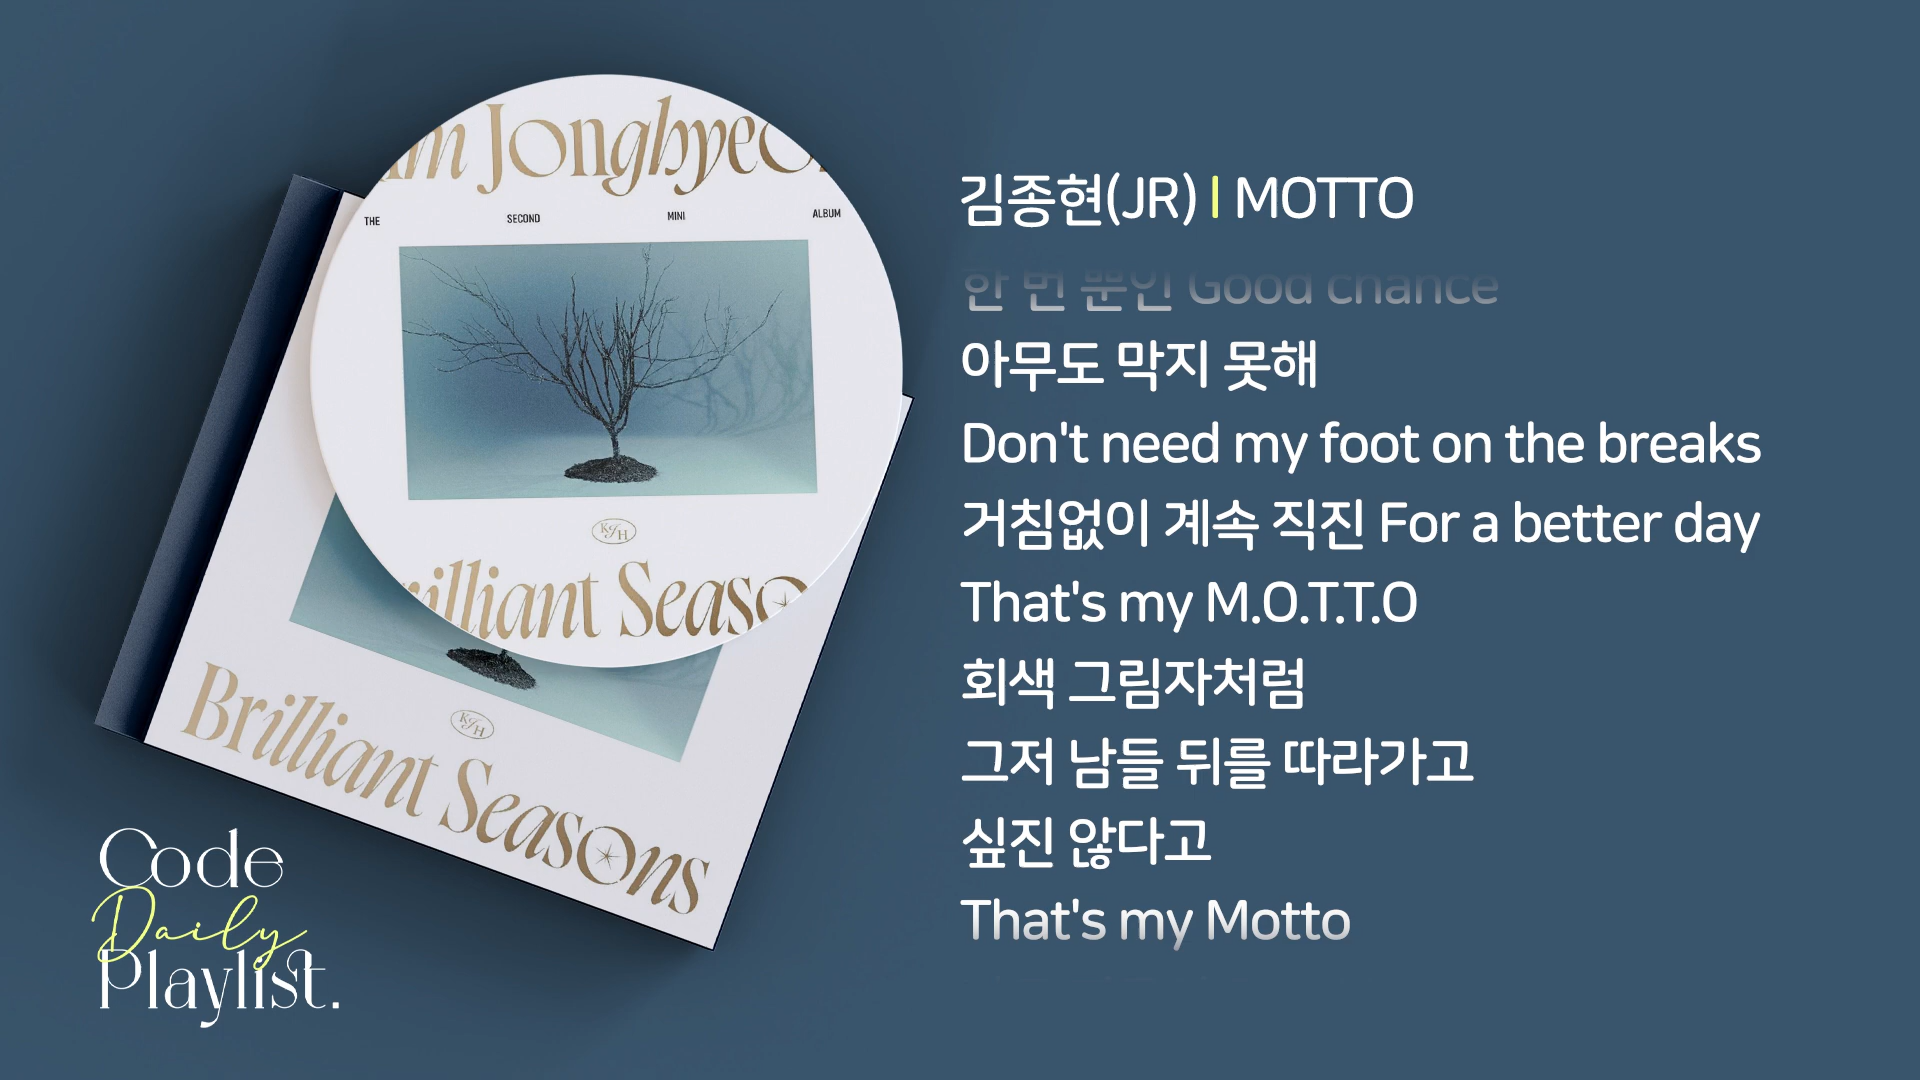 im Jonghyeo
THE SECOND MINI ALBUM
KJH
rilliant Seaso
KJH
Brilliant Seasons
Code
Daily
Playlist.
김종현(JR) | MOTTO
한 번 뿐인 Good chance
아무도 막지 못해
Don't need my foot on the breaks
거침없이 계속 직진 For a better day
That's my M.O.T.T.O
회색 그림자처럼
그저 남들 뒤를 따라가고
싶진 않다고
That's my Motto